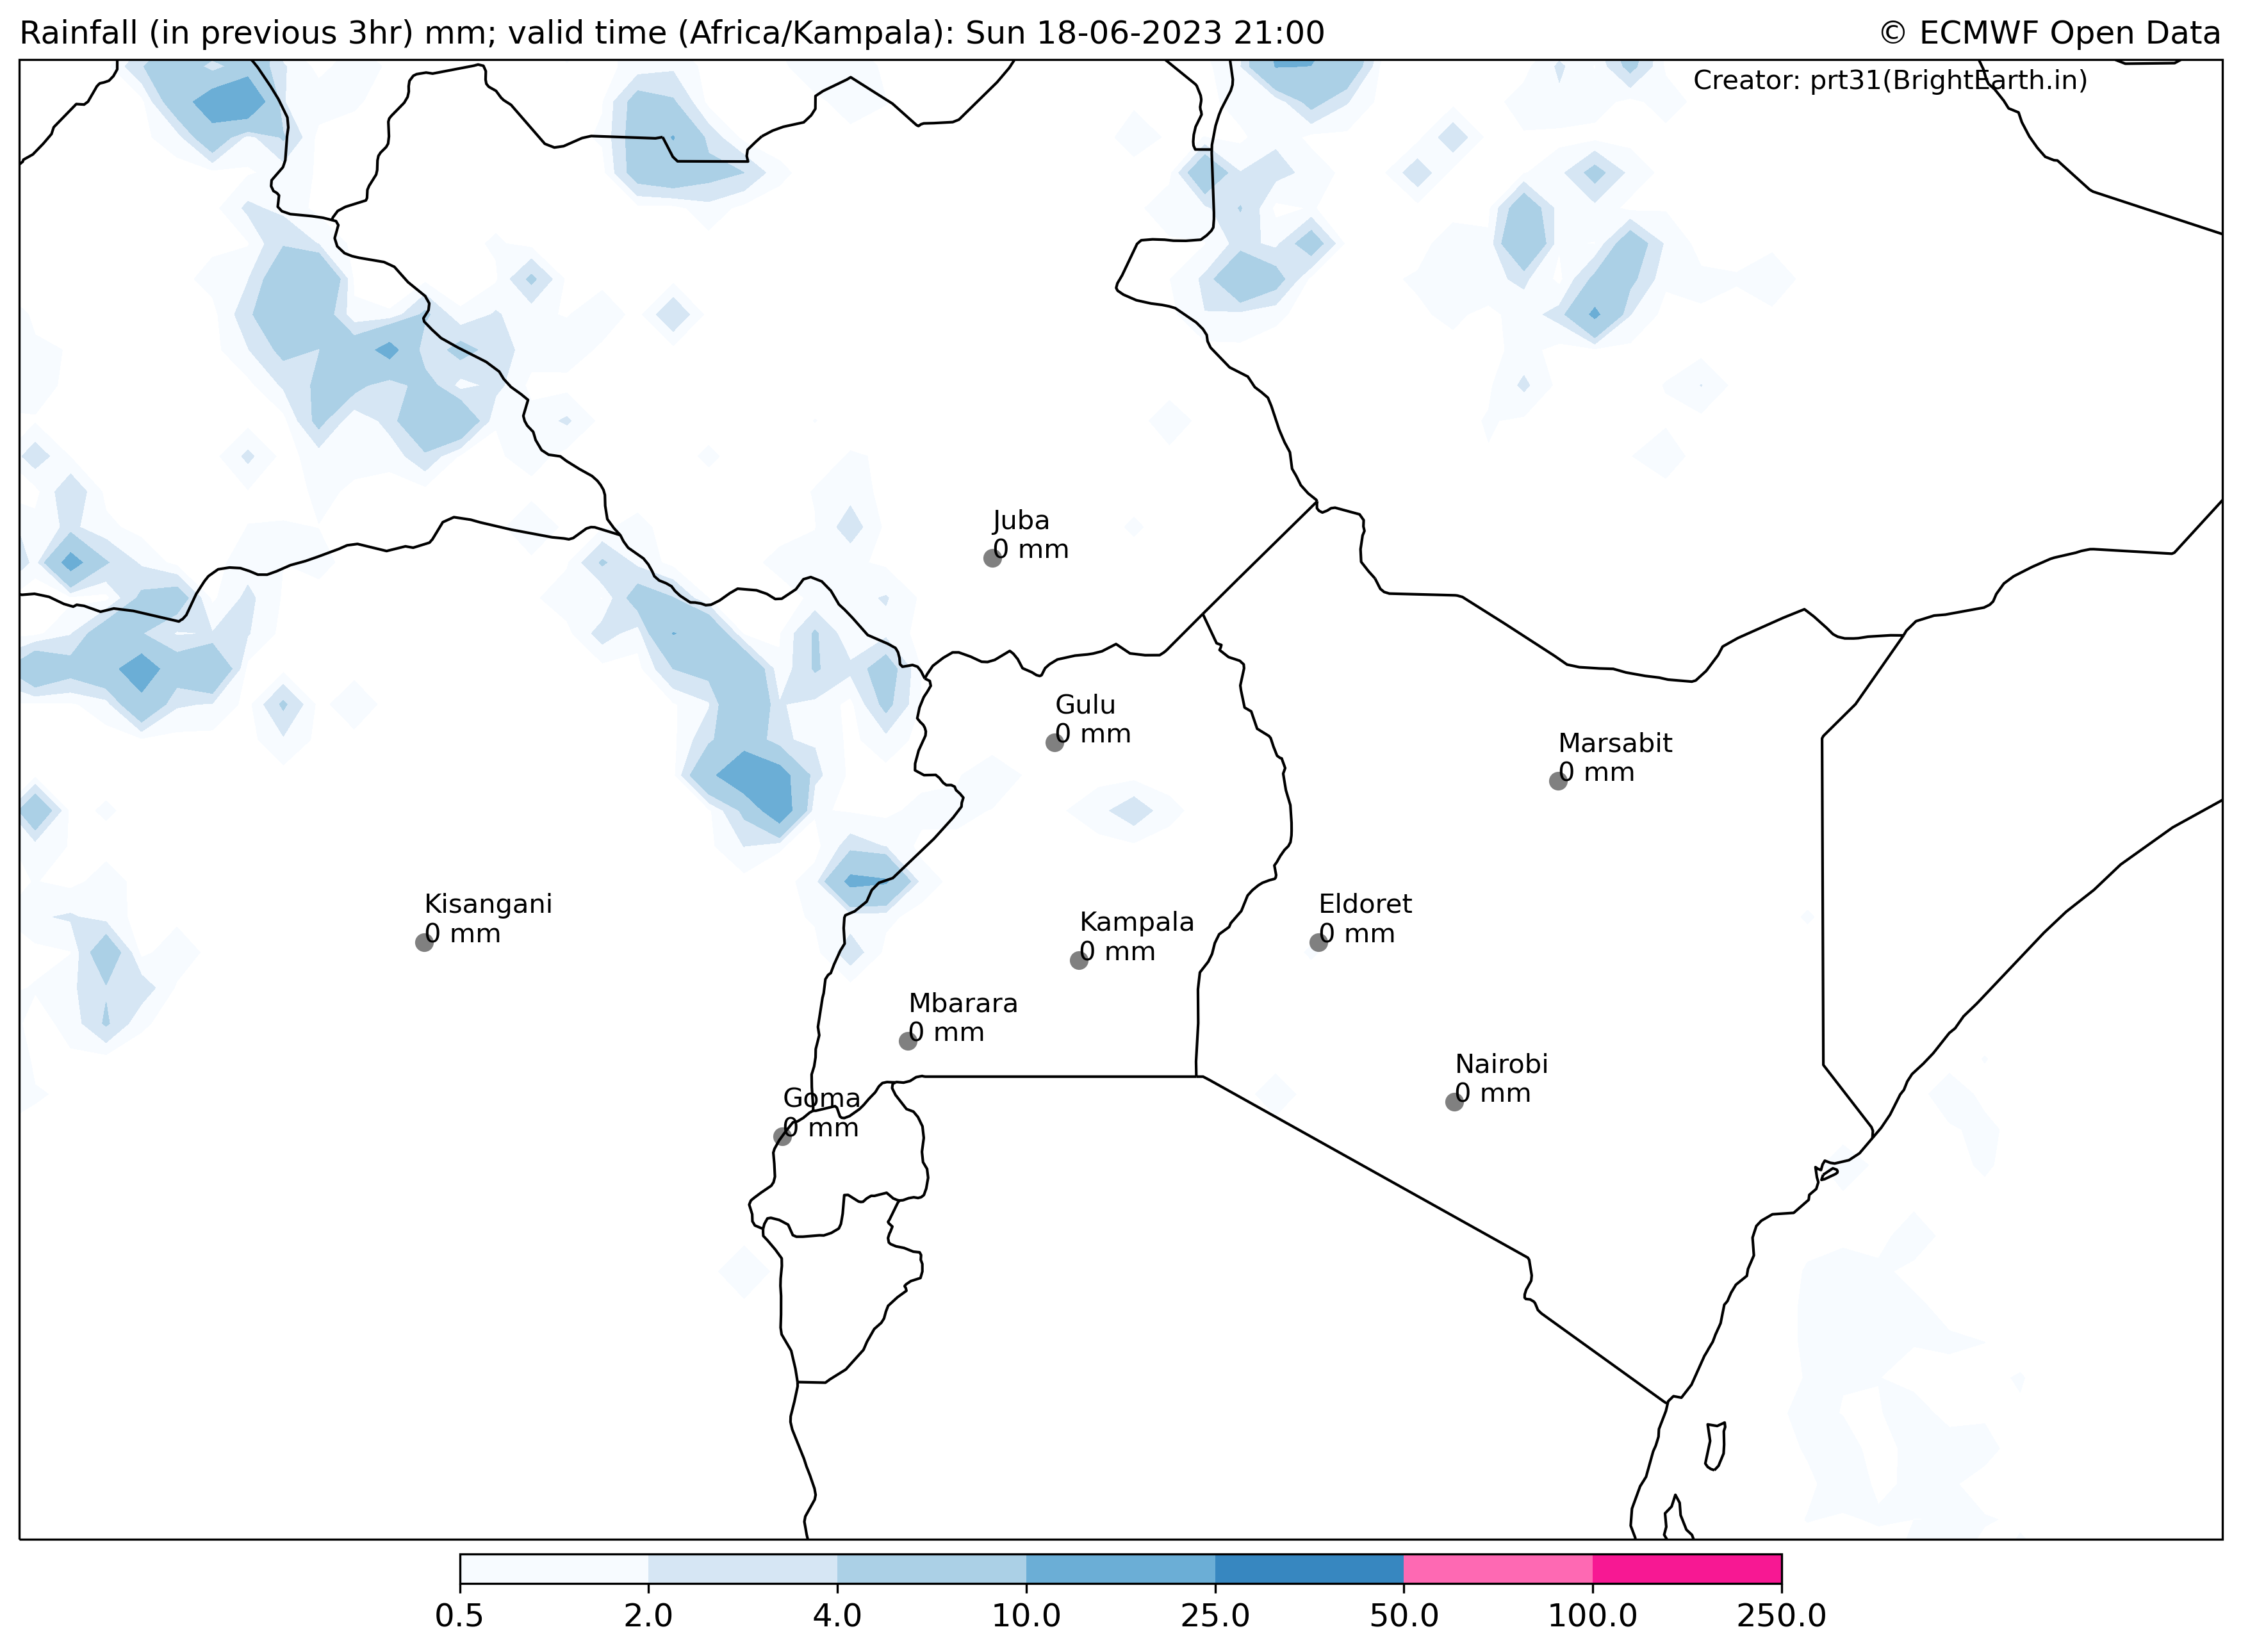 Rainfall (in previous 3hr) mm; valid time (Africa/Kampala): Sun 18-06-2023 21:00
© ECMWF Open Data
Creator: prt31(BrightEarth.in)
Juba
0 mm
Gulu
0 mm
Marsabit
0 mm
Kisangani
0 mm
Kampala
0 mm
Eldoret
0 mm
Mbarara
0 mm
Nairobi
0 mm
Goma
0 mm
0.5 2.0 4.0 10.0 25.0 50.0 100.0 250.0